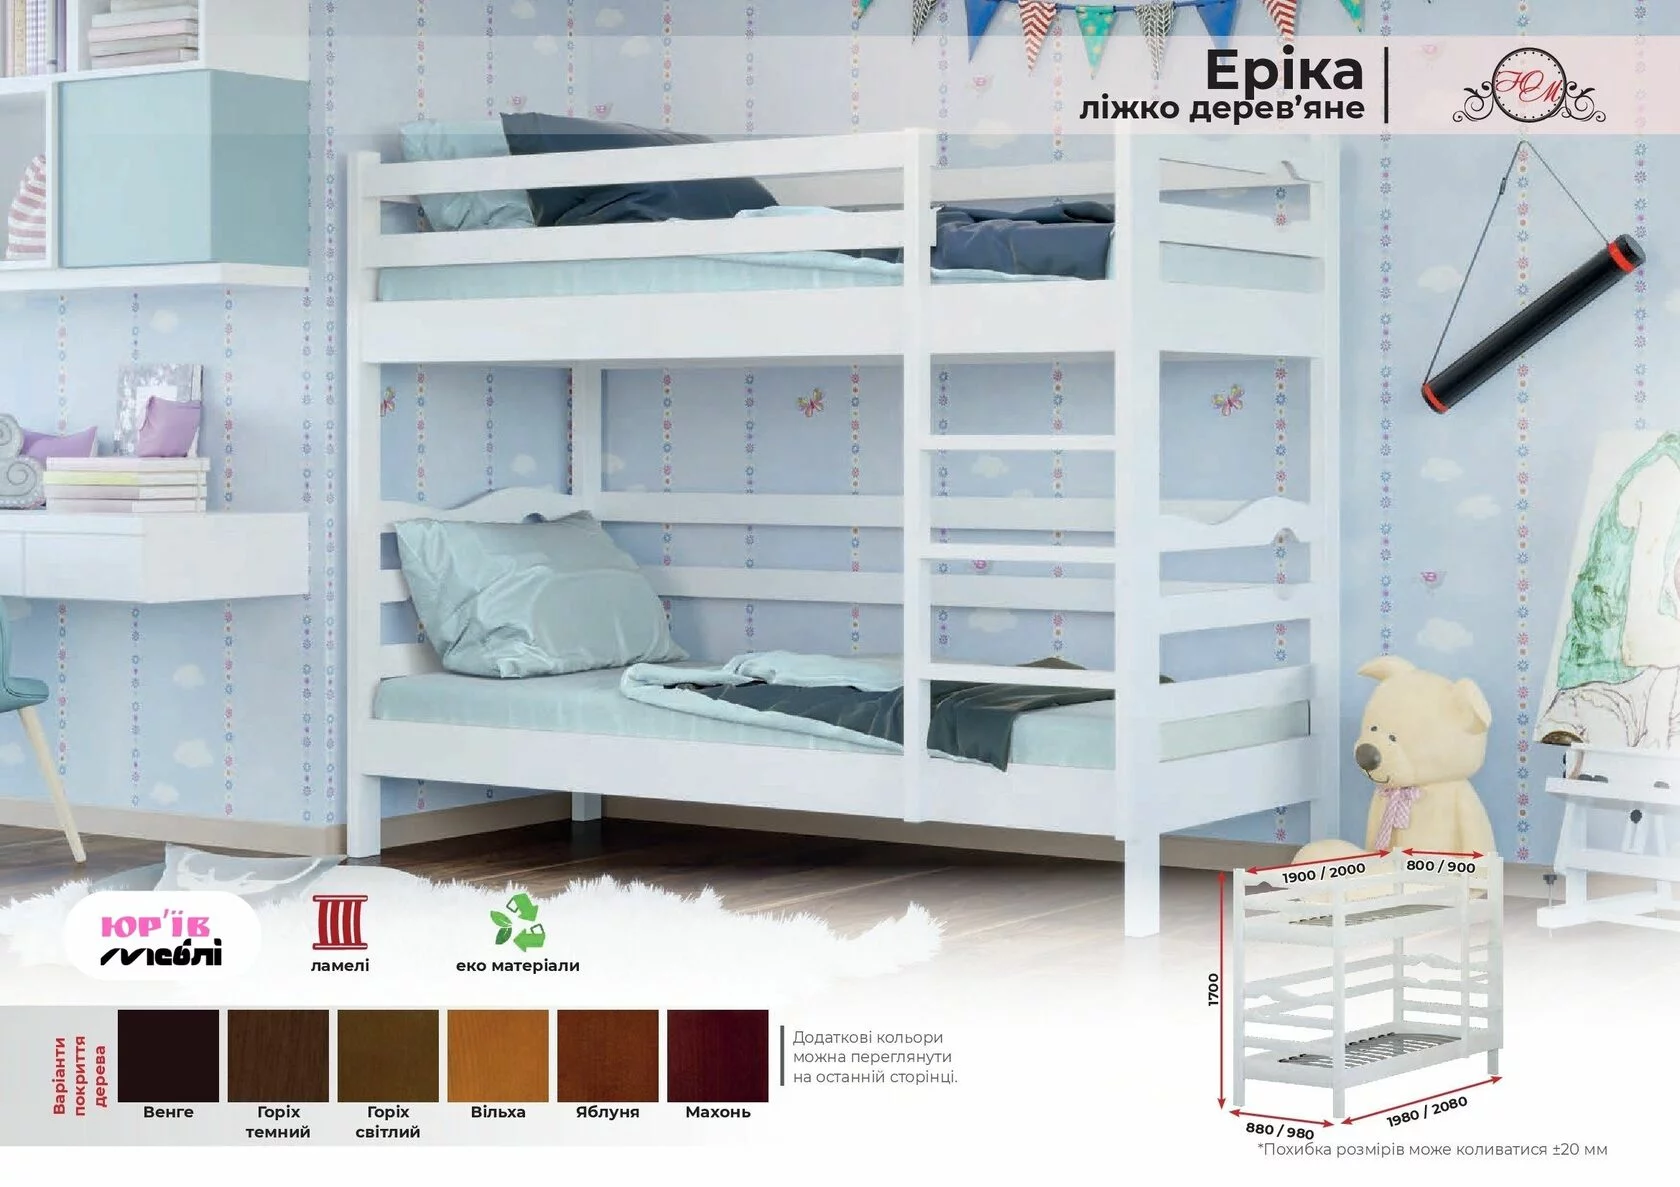 Еріка
ліжко дерев’яне
ЮМ
1900 / 2000
800 / 900
1700
1980 / 2080
880 / 980
*Похибка розмірів може коливатися ±20 мм
ЮР'ЇВ
меблі
ламелі
еко матеріали
Варіанти
покриття
дерева
Венге
Горіх
темний
Горіх
світлий
Вільха
Яблуня
Махонь
Додаткові кольори
можна переглянути
на останній сторінці.